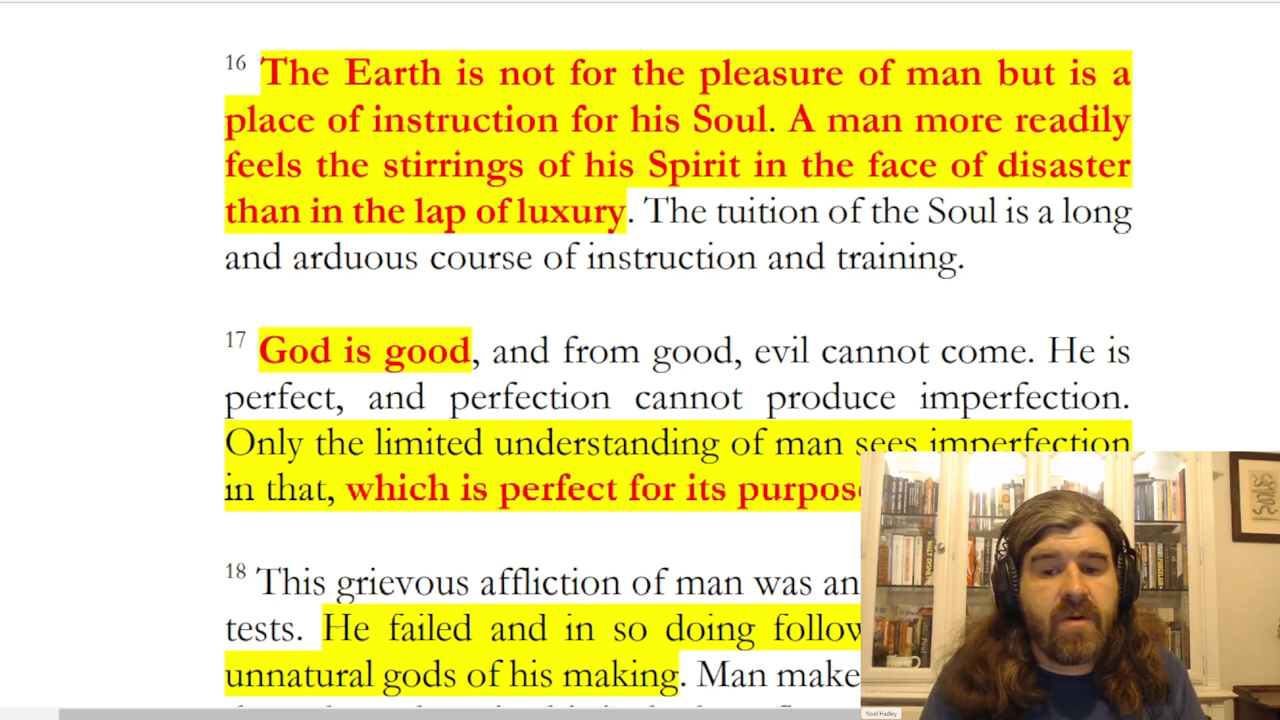 16 The Earth is not for the pleasure of man but is a
place of instruction for his Soul. A man more readily
feels the stirrings of his Spirit in the face of disaster
than in the lap of luxury. The tuition of the Soul is a long
and arduous course of instruction and training.
17 God is good, and from good, evil cannot come. He is
perfect, and perfection cannot produce imperfection.
Only the limited understanding of man sees imperfection
in that, which is perfect for its purpose
18 This grievous affliction of man was an
tests. He failed and in so doing follow
unnatural gods of his making. Man make
Noel Hadley